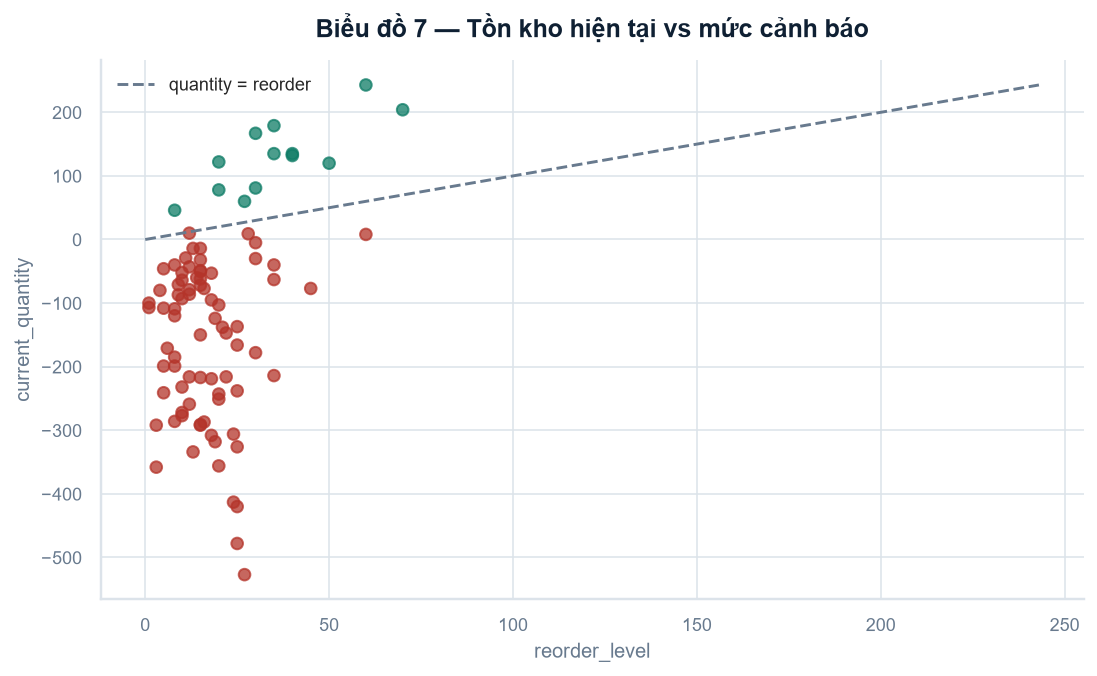 Biểu đồ 7 — Tồn kho hiện tại vs mức cảnh báo
quantity = reorder
200
100
0
−100
−200
−300
−400
−500
current_quantity
0 50 100 150 200 250
reorder_level